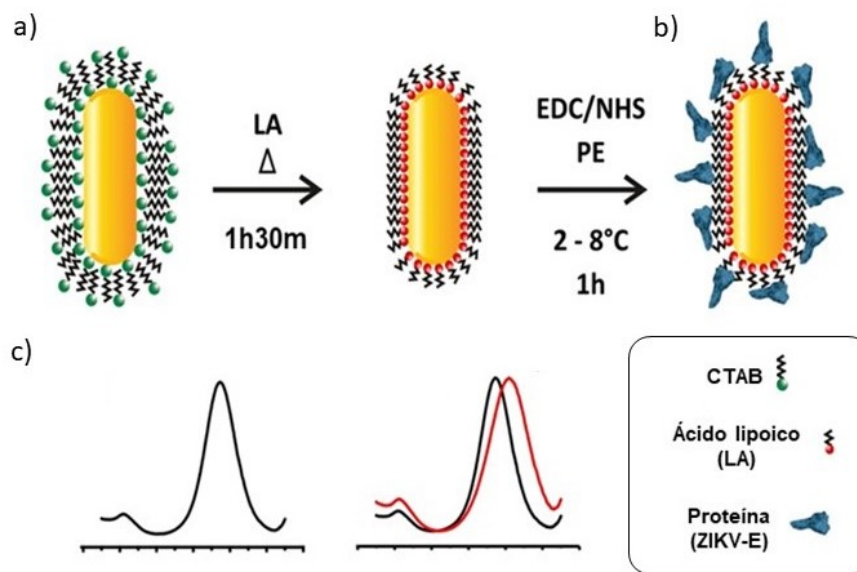 a)
b)
LA
Δ
1h30m
EDC/NHS
PE
2 - 8°C
1h
c)
CTAB
Ácido lipoico
(LA)
Proteína
(ZIKV-E)